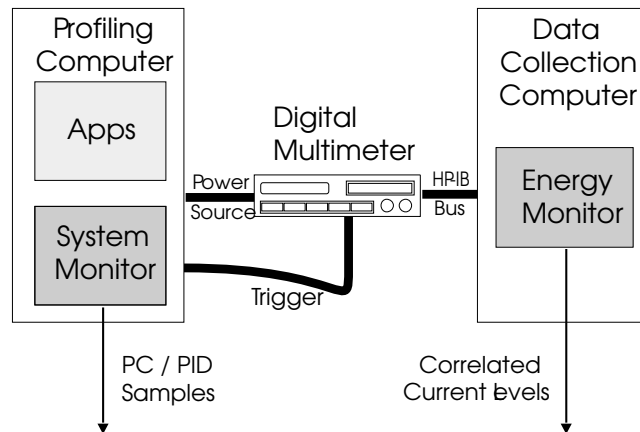 Profiling
Computer
Apps
System
Monitor
Digital
Multimeter
Power
Source
Trigger
HP-IB
Bus
Data
Collection
Computer
Energy
Monitor
PC / PID
Samples
Correlated
Current Levels